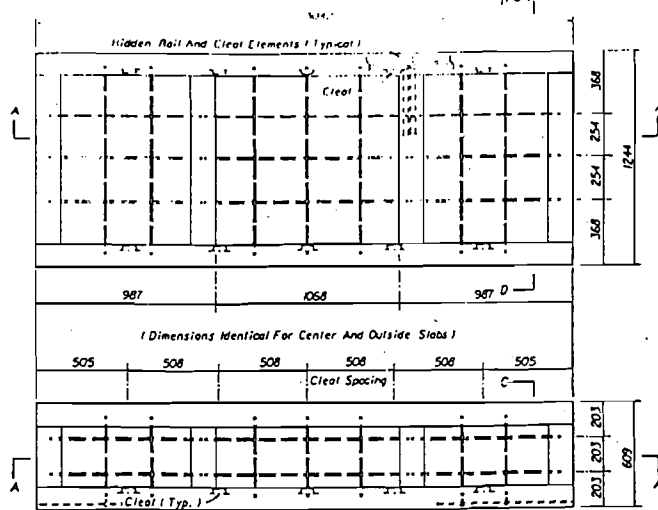 Hidden Rail And Cleat Elements (Typical)
Cleat
A
368
254
254
368
1244
987
1068
987
D
(Dimensions Identical For Center And Outside Slabs)
505
508
508
508
508
505
Cleat Spacing
C
203
203
203
609
A
A
Cleat (Typ.)